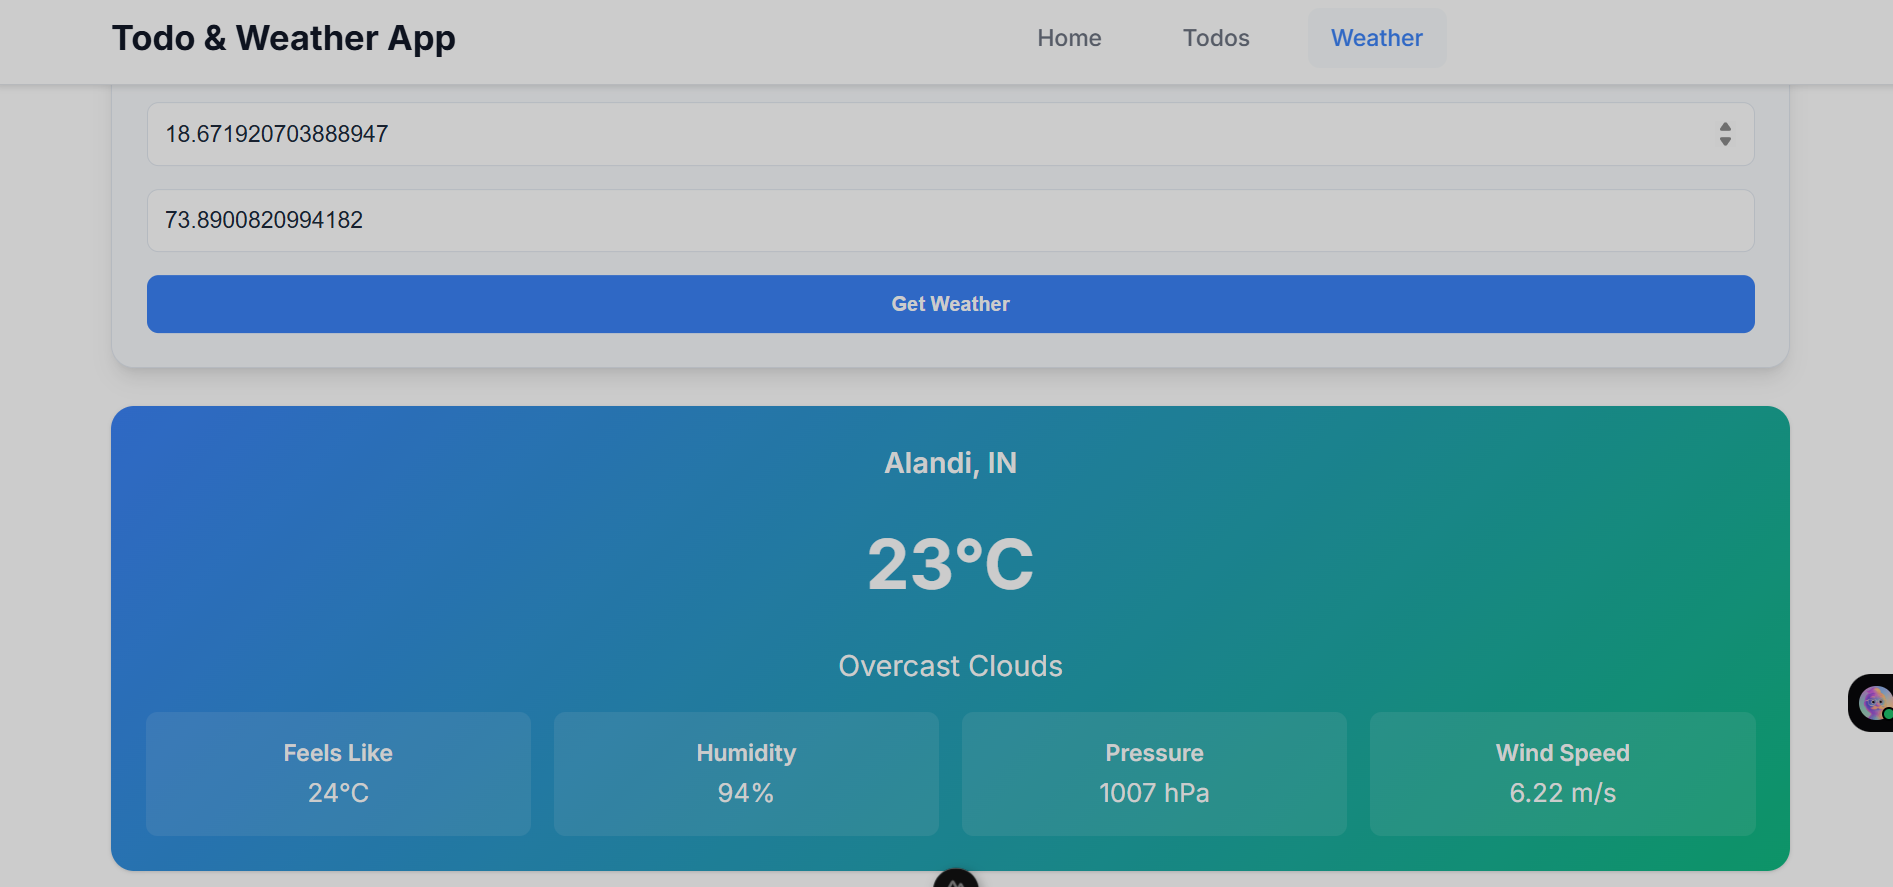 Todo & Weather App
Home
Todos
Weather
18.671920703888947
73.8900820994182
Get Weather
Alandi, IN
23°C
Overcast Clouds
Feels Like
24°C
Humidity
94%
Pressure
1007 hPa
Wind Speed
6.22 m/s